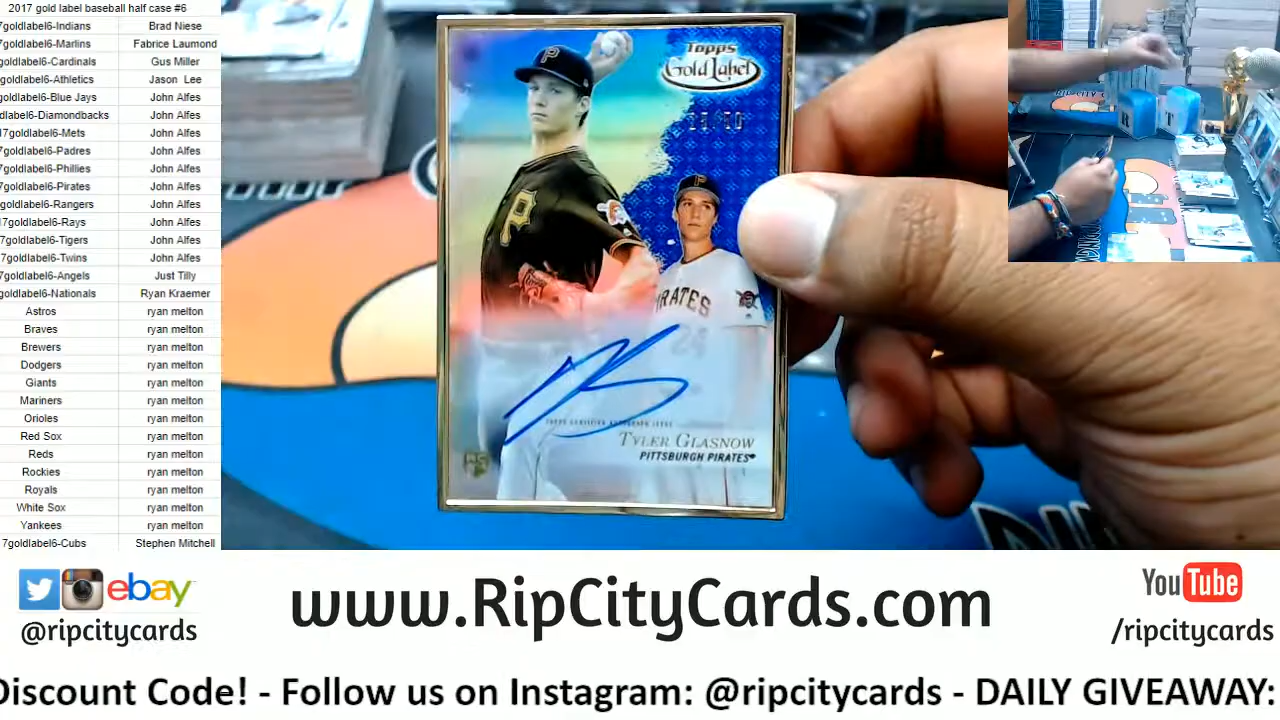 2017 gold label baseball half case #6
7goldlabel6-Indians Brad Niese
7goldlabel6-Marlins Fabrice Laumond
goldlabel6-Cardinals Gus Miller
7goldlabel6-Athletics Jason Lee
goldlabel6-Blue Jays John Alfes
dlabel6-Diamondbacks John Alfes
17goldlabel6-Mets John Alfes
7goldlabel6-Padres John Alfes
7goldlabel6-Phillies John Alfes
7goldlabel6-Pirates John Alfes
goldlabel6-Rangers John Alfes
17goldlabel6-Rays John Alfes
7goldlabel6-Tigers John Alfes
7goldlabel6-Twins John Alfes
7goldlabel6-Angels Just Tilly
goldlabel6-Nationals Ryan Kraemer
Astros ryan melton
Braves ryan melton
Brewers ryan melton
Dodgers ryan melton
Giants ryan melton
Mariners ryan melton
Orioles ryan melton
Red Sox ryan melton
Reds ryan melton
Rockies ryan melton
Royals ryan melton
White Sox ryan melton
Yankees ryan melton
7goldlabel6-Cubs Stephen Mitchell
Topps
Gold Label
P
P
PIRATES
24
TOPPS CERTIFIED AUTOGRAPH ISSUE
TYLER GLASNOW
PITTSBURGH PIRATES
R T
ebay
@ripcitycards
www.RipCityCards.com
YouTube
/ripcitycards
Discount Code! - Follow us on Instagram: @ripcitycards - DAILY GIVEAWAY: